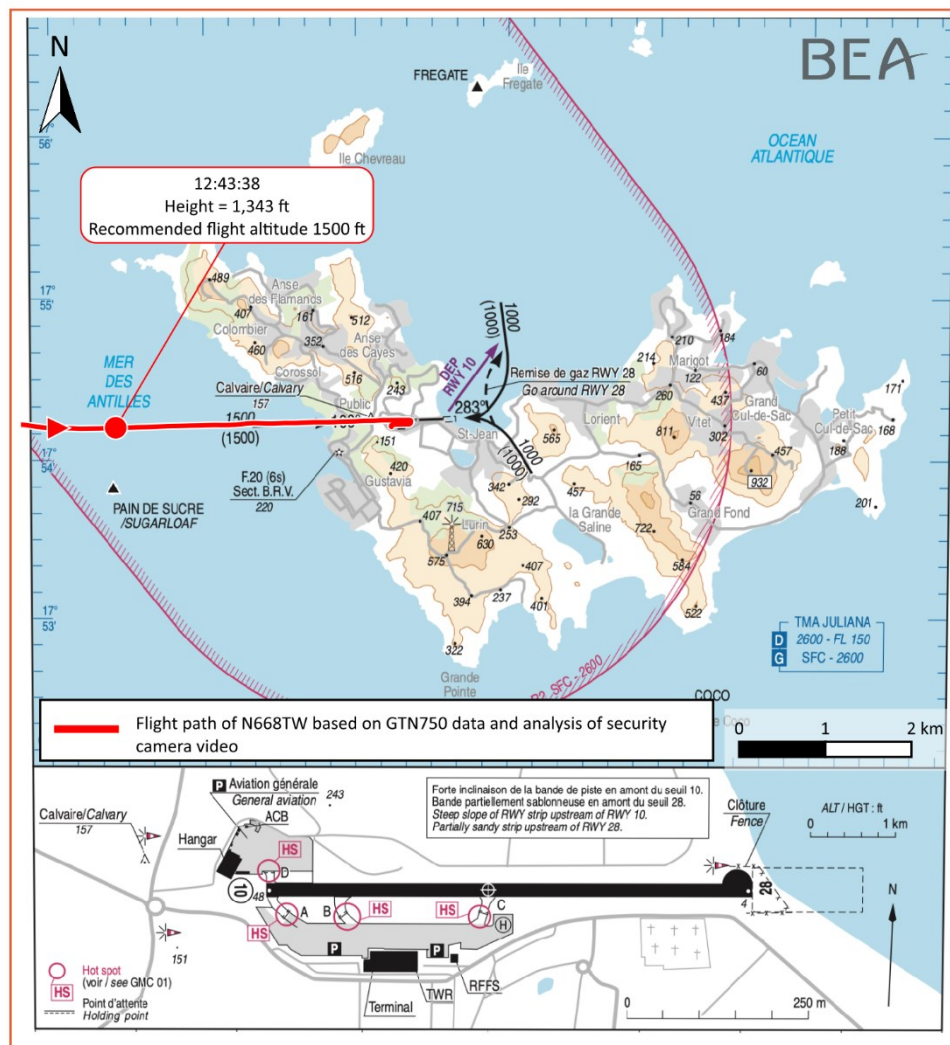 N
BEA
FREGATE
Ile
Fregate
OCEAN
ATLANTIQUE
17°
56'
Ile Chevreau
12:43:38
Height = 1,343 ft
Recommended flight altitude 1500 ft
17°
55'
489
Anse
des Flamands
407
161
512
Colombier
460
352
Anse
des Cayes
Corossol
516
243
MER
DES
ANTILLES
Calvaire/Calvary
157
Public
1500
(1500)
151
1000
(1000)
DEP
RWY 10
Remise de gaz RWY 28
Go around RWY 28
283°
St-Jean
1000
(1000)
184
210
214
Marigot
122
60
260
437
Grand
Cul-de-Sac
171
Lorient
Vitet
302
Petit
Cul-de-Sac
168
565
811
457
188
165
932
201
17°
54'
F.20 (6s)
Sect. B.R.V.
220
420
Gustavia
PAIN DE SUCRE
/SUGARLOAF
342
292
457
la Grande
Saline
56
Grand Fond
407
715
Lurin
253
630
575
407
722
584
394
237
401
522
322
Grande
Pointe
17°
53'
TMA JULIANA
D 2600 - FL 150
G SFC - 2600
SFC - 2600
COCO
Coco
Flight path of N668TW based on GTN750 data and analysis of security
camera video
0 1 2 km
P Aviation générale
General aviation
243
ACB
Calvaire/Calvary
157
Hangar
HS
D
Forte inclinaison de la bande de piste en amont du seuil 10.
Bande partiellement sablonneuse en amont du seuil 28.
Steep slope of RWY strip upstream of RWY 10.
Partially sandy strip upstream of RWY 28.
Clôture
Fence
ALT / HGT : ft
0 1 km
10
48
4
28
N
A
B
C
HS
HS
HS
H
P
P
151
Hot spot
(voir / see GMC 01)
HS
Point d'attente
Holding point
Terminal
TWR
RFFS
0 250 m